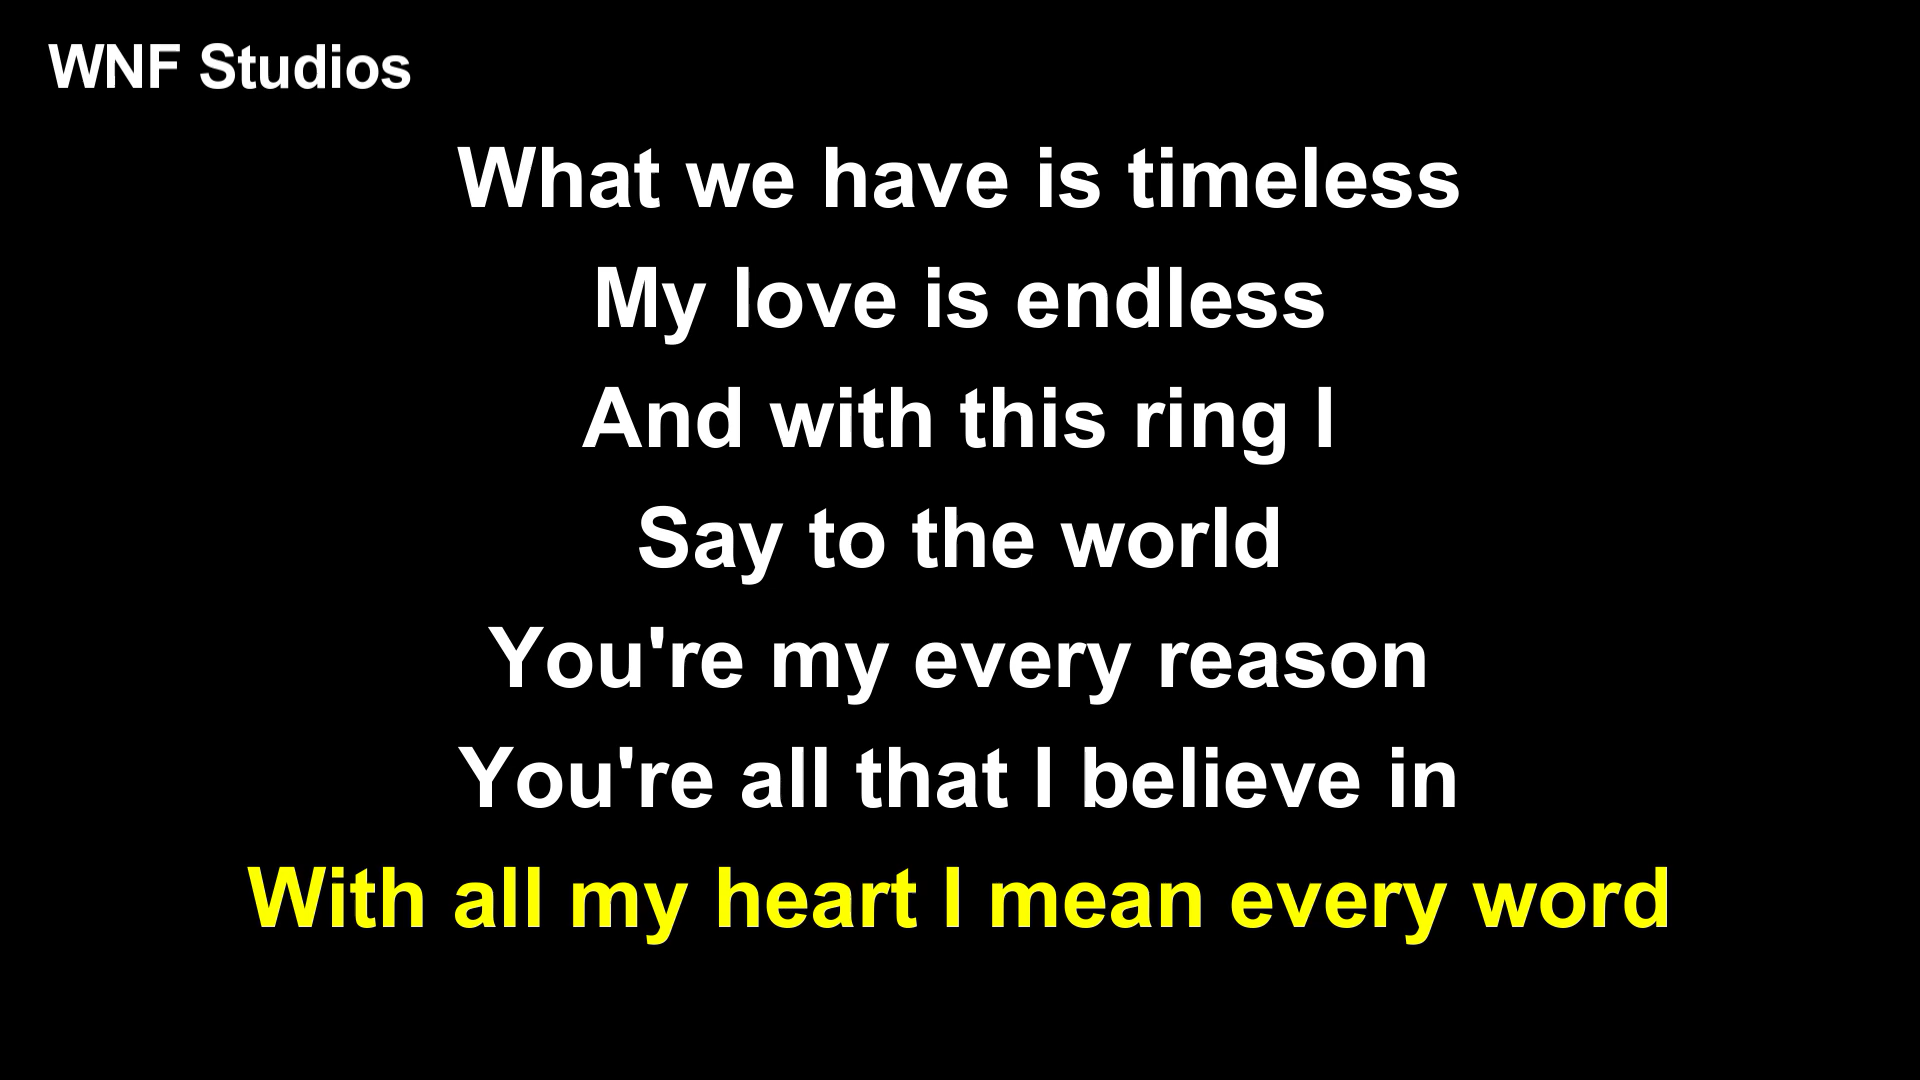 WNF Studios
What we have is timeless
My love is endless
And with this ring I
Say to the world
You're my every reason
You're all that I believe in
With all my heart I mean every word